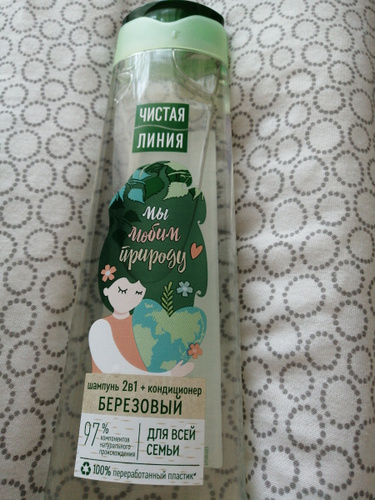 ЧИСТАЯ
ЛИНИЯ
мы
любим
природу
шампунь 2в1 + кондиционер
БЕРЕЗОВЫЙ
97% компонентов
натурального
происхождения
ДЛЯ ВСЕЙ
СЕМЬИ
100% переработанный пластик*